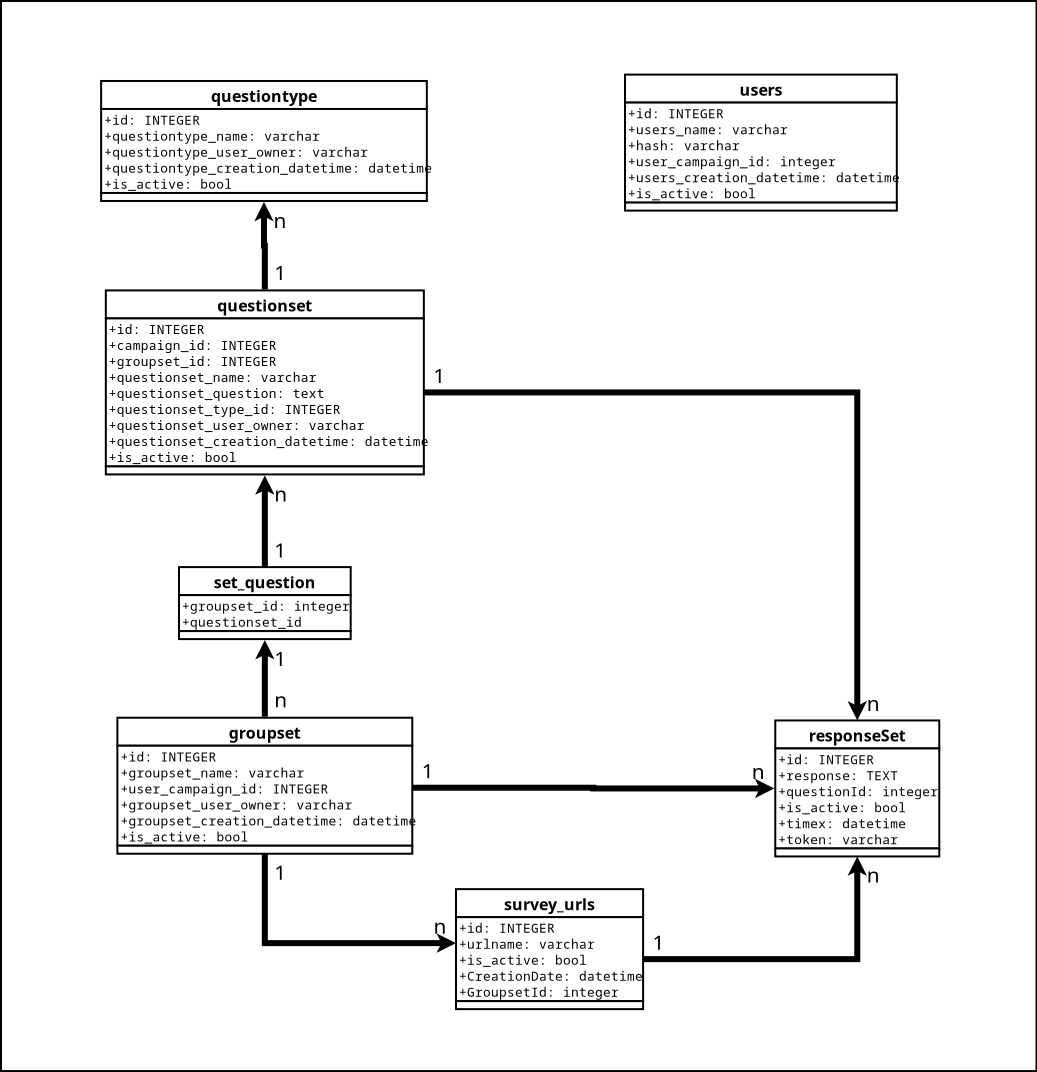 questiontype
+id: INTEGER
+questiontype_name: varchar
+questiontype_user_owner: varchar
+questiontype_creation_datetime: datetime
+is_active: bool
users
+id: INTEGER
+users_name: varchar
+hash: varchar
+user_campaign_id: integer
+users_creation_datetime: datetime
+is_active: bool
n
1
questionset
+id: INTEGER
+campaign_id: INTEGER
+groupset_id: INTEGER
+questionset_name: varchar
+questionset_question: text
+questionset_type_id: INTEGER
+questionset_user_owner: varchar
+questionset_creation_datetime: datetime
+is_active: bool
1
n
1
set_question
+groupset_id: integer
+questionset_id
1
n
groupset
+id: INTEGER
+groupset_name: varchar
+user_campaign_id: INTEGER
+groupset_user_owner: varchar
+groupset_creation_datetime: datetime
+is_active: bool
1
n
n
responseSet
+id: INTEGER
+response: TEXT
+questionId: integer
+is_active: bool
+timex: datetime
+token: varchar
1
n
n
survey_urls
+id: INTEGER
+urlname: varchar
+is_active: bool
+CreationDate: datetime
+GroupsetId: integer
1